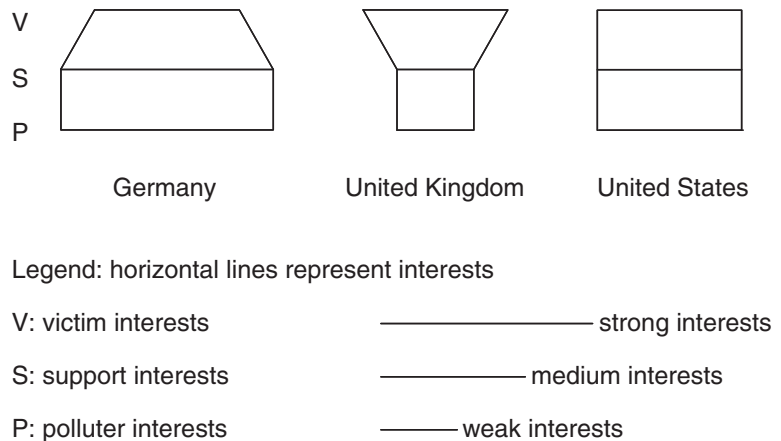 V
S
P
Germany United Kingdom United States
Legend: horizontal lines represent interests
V: victim interests strong interests
S: support interests medium interests
P: polluter interests weak interests